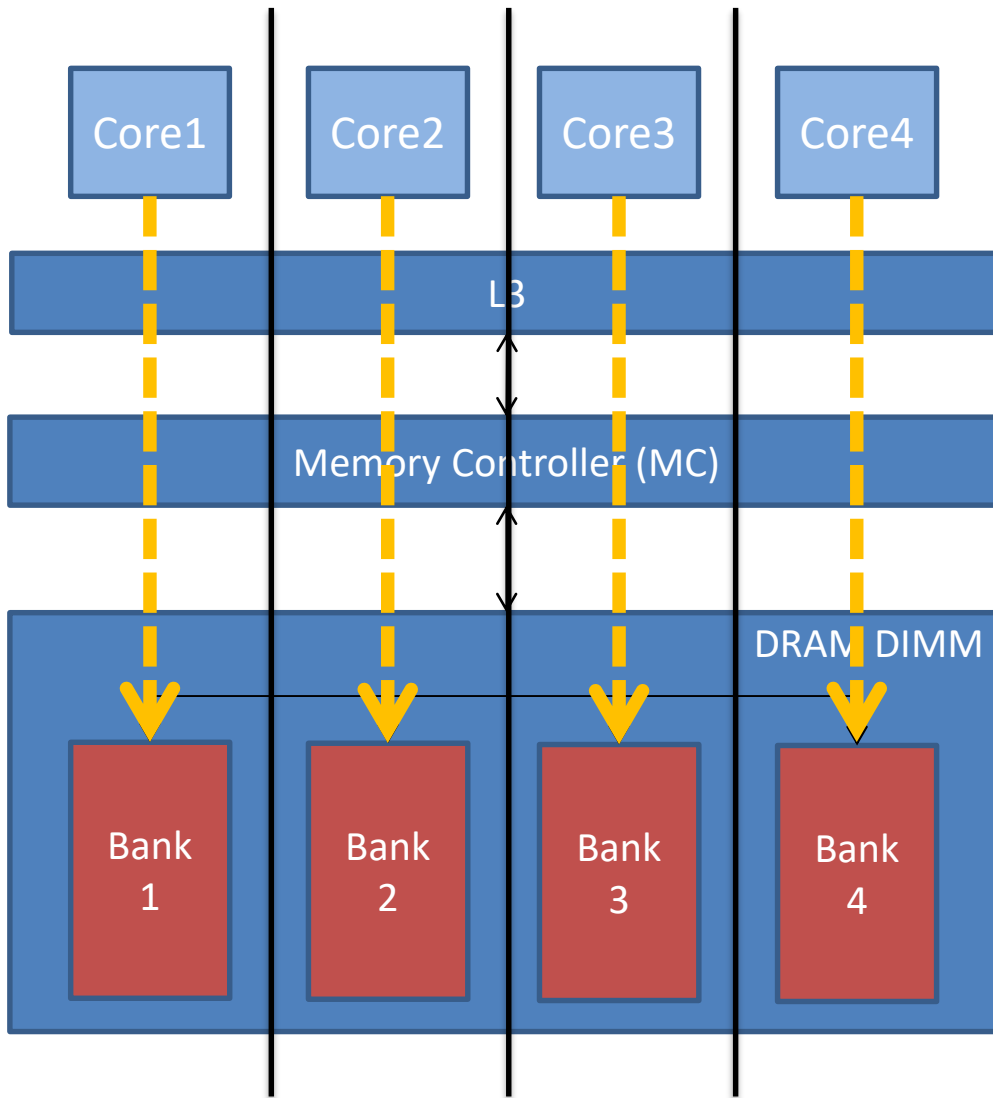 Core1
Core2
Core3
Core4
L3
Memory Controller (MC)
DRAM DIMM
Bank
1
Bank
2
Bank
3
Bank
4